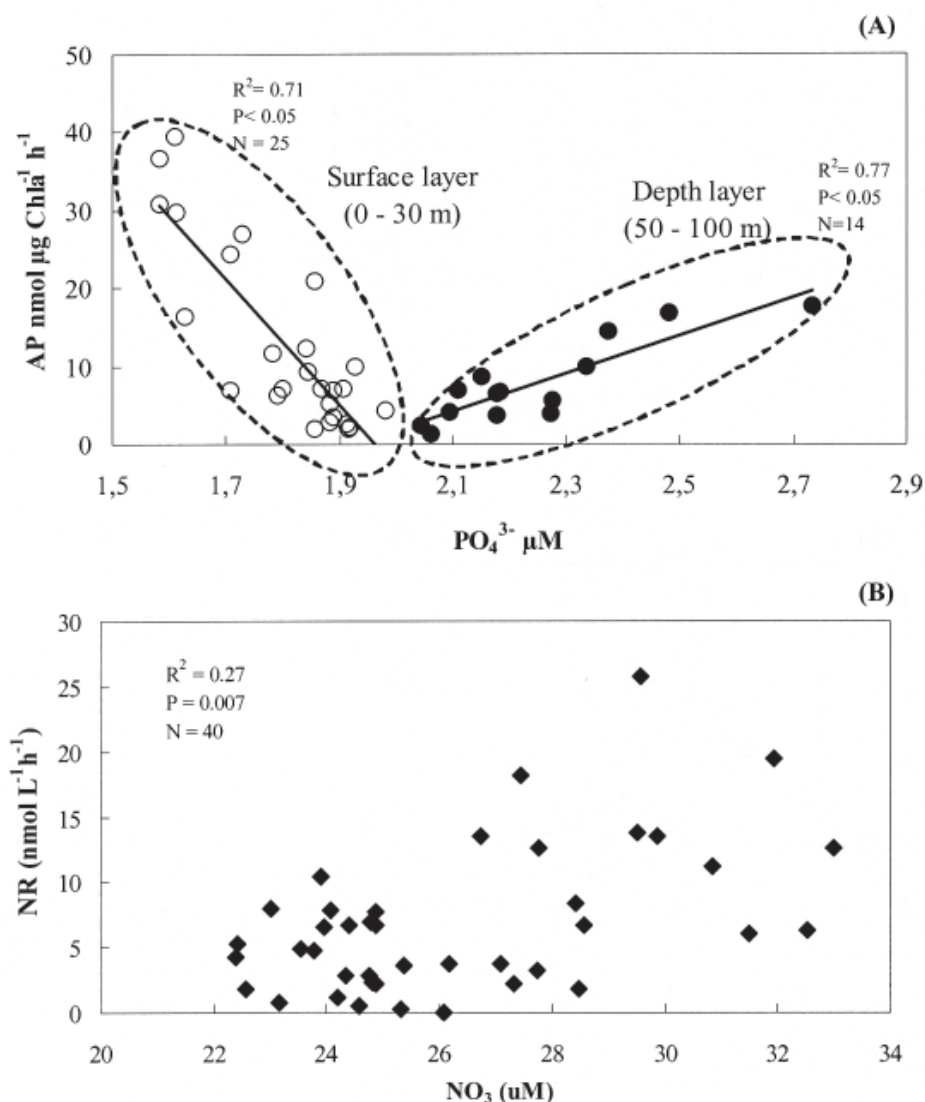 (A)
50
40
30
20
10
0
AP nmol µg Chla⁻¹ h⁻¹
R²= 0.71
P< 0.05
N = 25
Surface layer
(0 - 30 m)
Depth layer
(50 - 100 m)
R²= 0.77
P< 0.05
N=14
1,5 1,7 1,9 2,1 2,3 2,5 2,7 2,9
PO₄³⁻ µM
(B)
30
25
20
15
10
5
0
NR (nmol L⁻¹h⁻¹)
R² = 0.27
P = 0.007
N = 40
20 22 24 26 28 30 32 34
NO₃ (uM)